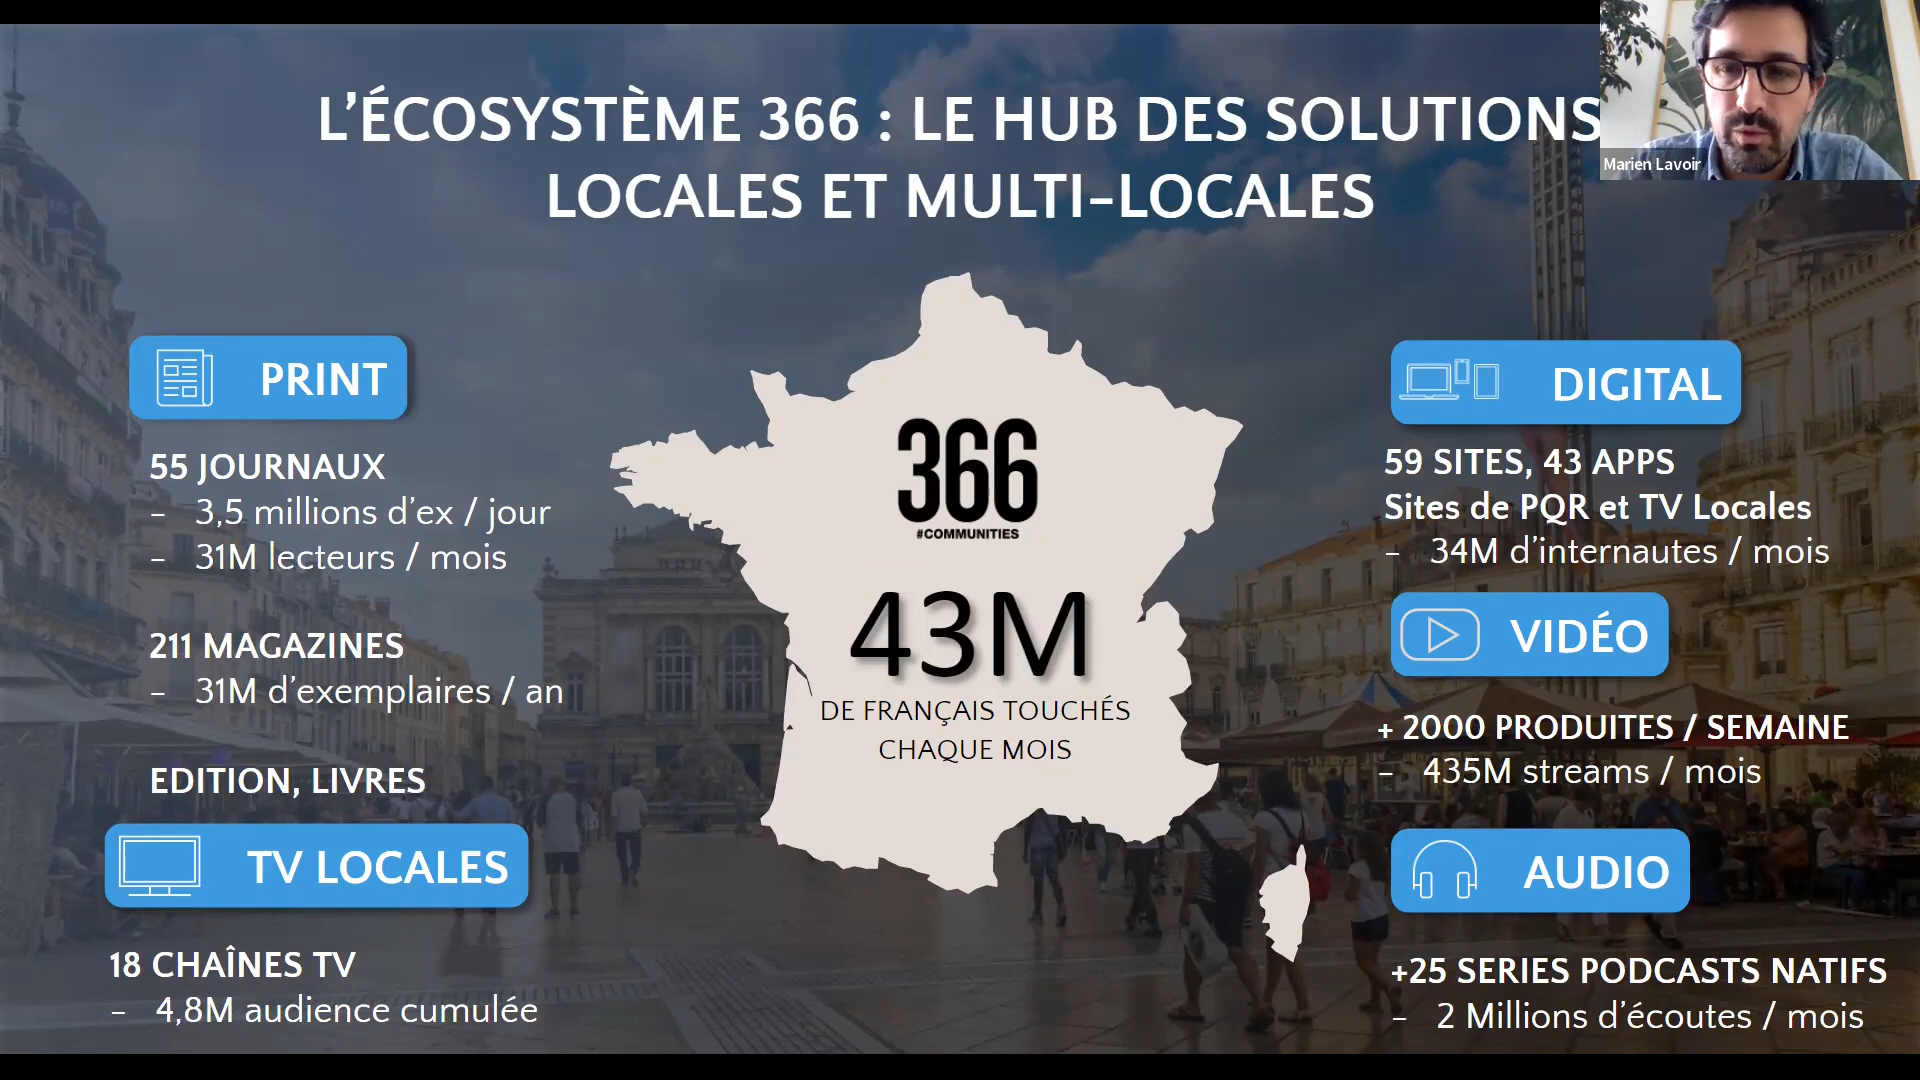 L'ÉCOSYSTÈME 366 : LE HUB DES SOLUTIONS
LOCALES ET MULTI-LOCALES
Marien Lavoir
PRINT
55 JOURNAUX
- 3,5 millions d'ex / jour
- 31M lecteurs / mois
211 MAGAZINES
- 31M d'exemplaires / an
EDITION, LIVRES
TV LOCALES
18 CHAÎNES TV
- 4,8M audience cumulée
366
#COMMUNITIES
43M
DE FRANÇAIS TOUCHÉS
CHAQUE MOIS
DIGITAL
59 SITES, 43 APPS
Sites de PQR et TV Locales
- 34M d'internautes / mois
VIDÉO
+ 2000 PRODUITES / SEMAINE
- 435M streams / mois
AUDIO
+25 SERIES PODCASTS NATIFS
- 2 Millions d'écoutes / mois